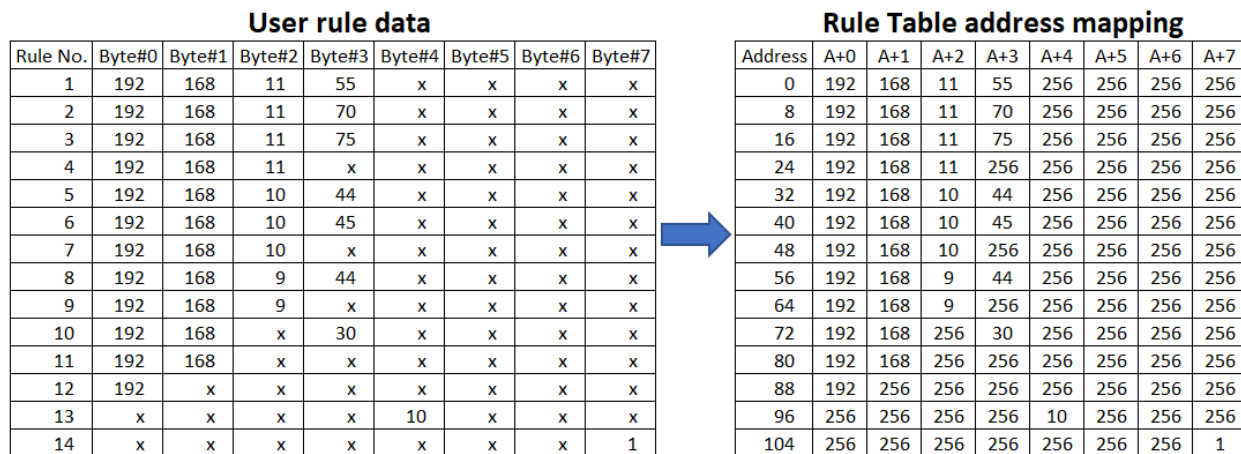 User rule data Rule Table address mapping
Rule No. Byte#0 Byte#1 Byte#2 Byte#3 Byte#4 Byte#5 Byte#6 Byte#7 Address A+0 A+1 A+2 A+3 A+4 A+5 A+6 A+7
1 192 168 11 55 x x x x 0 192 168 11 55 256 256 256 256
2 192 168 11 70 x x x x 8 192 168 11 70 256 256 256 256
3 192 168 11 75 x x x x 16 192 168 11 75 256 256 256 256
4 192 168 11 x x x x x 24 192 168 11 256 256 256 256 256
5 192 168 10 44 x x x x 32 192 168 10 44 256 256 256 256
6 192 168 10 45 x x x x 40 192 168 10 45 256 256 256 256
7 192 168 10 x x x x x 48 192 168 10 256 256 256 256 256
8 192 168 9 44 x x x x 56 192 168 9 44 256 256 256 256
9 192 168 9 x x x x x 64 192 168 9 256 256 256 256 256
10 192 168 x 30 x x x x 72 192 168 256 30 256 256 256 256
11 192 168 x x x x x x 80 192 168 256 256 256 256 256 256
12 192 x x x x x x x 88 192 256 256 256 256 256 256 256
13 x x x x 10 x x x 96 256 256 256 256 10 256 256 256
14 x x x x x x x 1 104 256 256 256 256 256 256 256 1